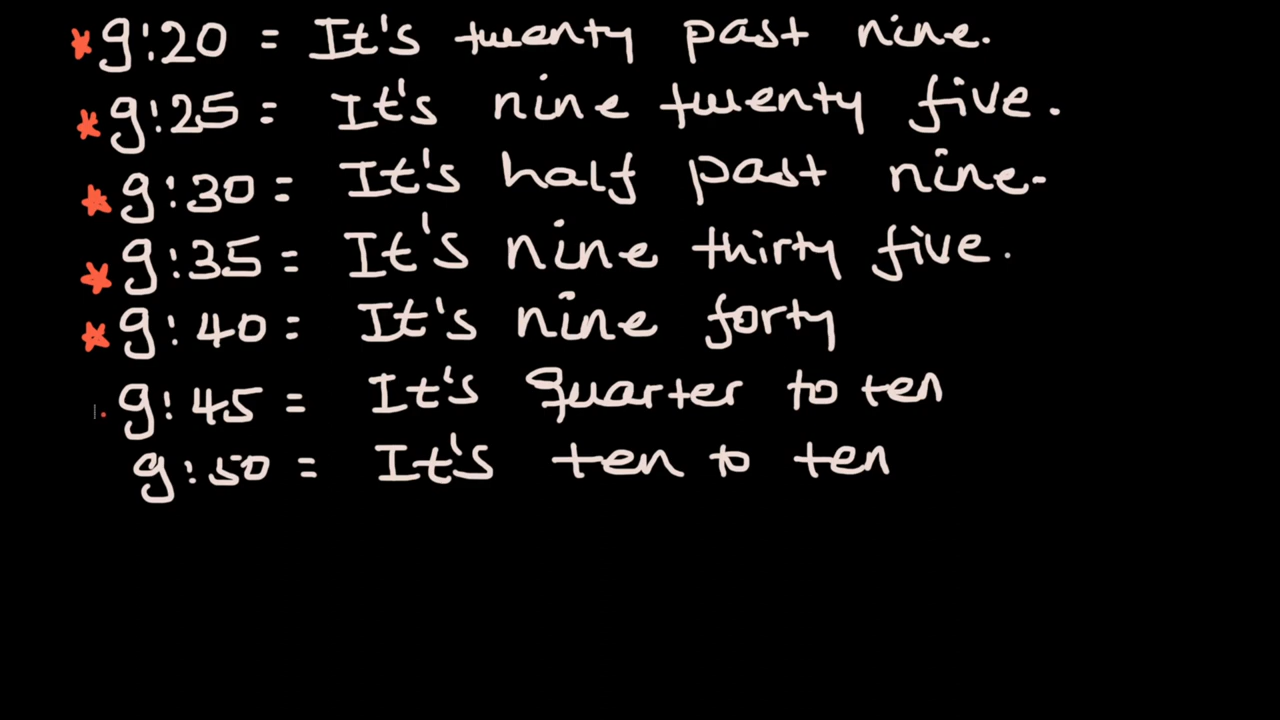 *9:20 = It's twenty past nine.
*9:25 = It's nine twenty five.
*9:30 = It's half past nine.
*9:35 = It's nine thirty five.
*9:40 = It's nine forty
9:45 = It's quarter to ten
9:50 = It's ten to ten